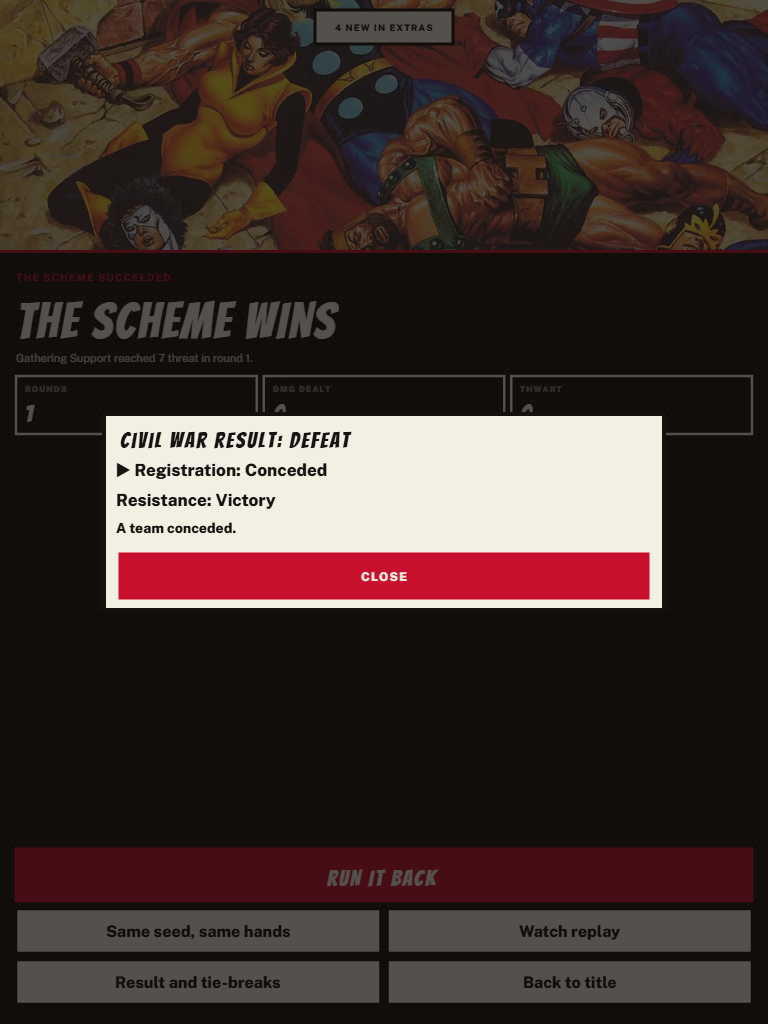 4 NEW IN EXTRAS
THE SCHEME SUCCEEDED
THE SCHEME WINS
Gathering Support reached 7 threat in round 1.
ROUNDS
DMG DEALT
THWART
1
CIVIL WAR RESULT: DEFEAT
▶ Registration: Conceded
Resistance: Victory
A team conceded.
CLOSE
RUN IT BACK
Same seed, same hands
Watch replay
Result and tie-breaks
Back to title